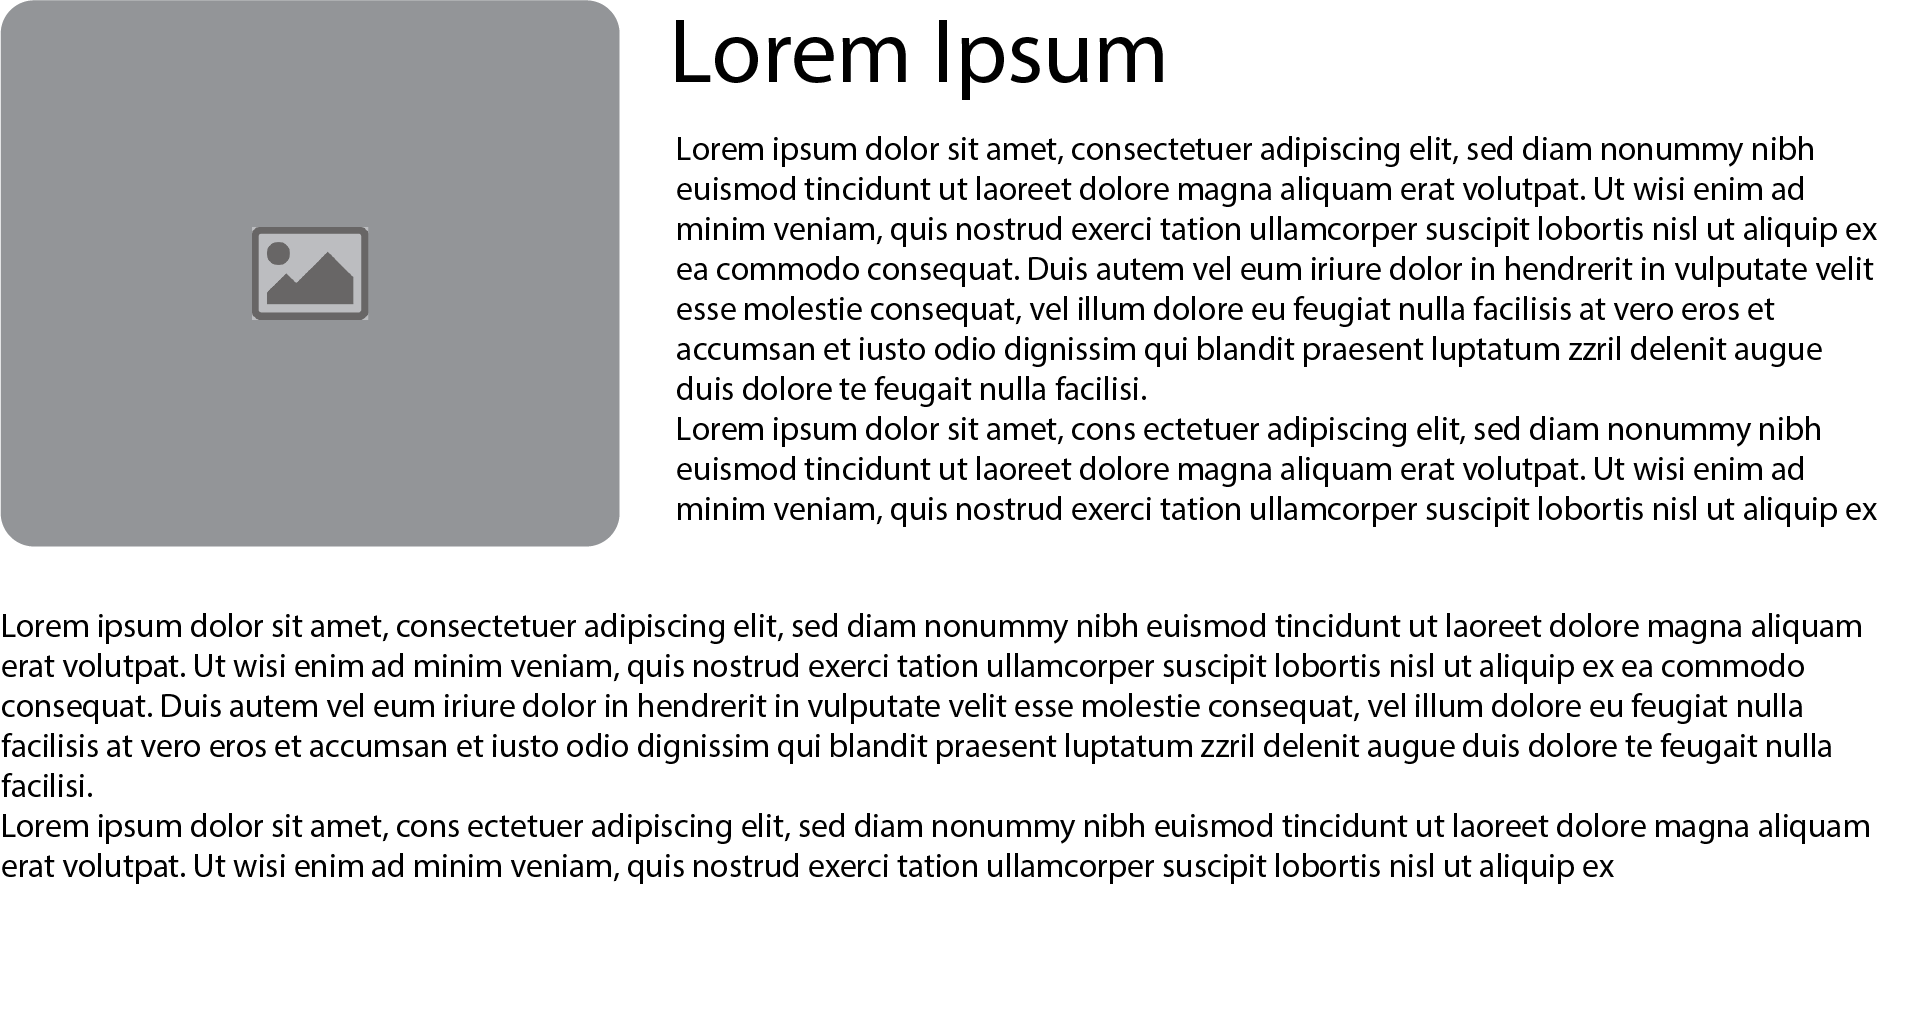 Lorem Ipsum
Lorem ipsum dolor sit amet, consectetuer adipiscing elit, sed diam nonummy nibh
euismod tincidunt ut laoreet dolore magna aliquam erat volutpat. Ut wisi enim ad
minim veniam, quis nostrud exerci tation ullamcorper suscipit lobortis nisl ut aliquip ex
ea commodo consequat. Duis autem vel eum iriure dolor in hendrerit in vulputate velit
esse molestie consequat, vel illum dolore eu feugiat nulla facilisis at vero eros et
accumsan et iusto odio dignissim qui blandit praesent luptatum zzril delenit augue
duis dolore te feugait nulla facilisi.
Lorem ipsum dolor sit amet, cons ectetuer adipiscing elit, sed diam nonummy nibh
euismod tincidunt ut laoreet dolore magna aliquam erat volutpat. Ut wisi enim ad
minim veniam, quis nostrud exerci tation ullamcorper suscipit lobortis nisl ut aliquip ex
Lorem ipsum dolor sit amet, consectetuer adipiscing elit, sed diam nonummy nibh euismod tincidunt ut laoreet dolore magna aliquam
erat volutpat. Ut wisi enim ad minim veniam, quis nostrud exerci tation ullamcorper suscipit lobortis nisl ut aliquip ex ea commodo
consequat. Duis autem vel eum iriure dolor in hendrerit in vulputate velit esse molestie consequat, vel illum dolore eu feugiat nulla
facilisis at vero eros et accumsan et iusto odio dignissim qui blandit praesent luptatum zzril delenit augue duis dolore te feugait nulla
facilisi.
Lorem ipsum dolor sit amet, cons ectetuer adipiscing elit, sed diam nonummy nibh euismod tincidunt ut laoreet dolore magna aliquam
erat volutpat. Ut wisi enim ad minim veniam, quis nostrud exerci tation ullamcorper suscipit lobortis nisl ut aliquip ex